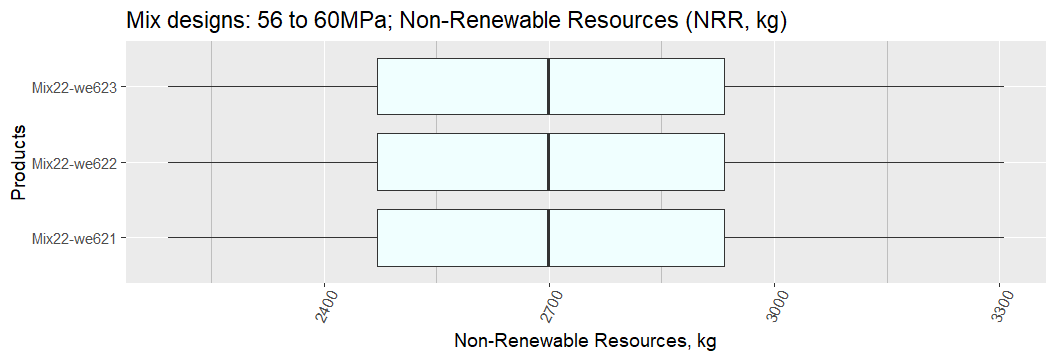 Mix designs: 56 to 60MPa; Non-Renewable Resources (NRR, kg)
Products
Mix22-we623
Mix22-we622
Mix22-we621
2400
2700
3000
3300
Non-Renewable Resources, kg